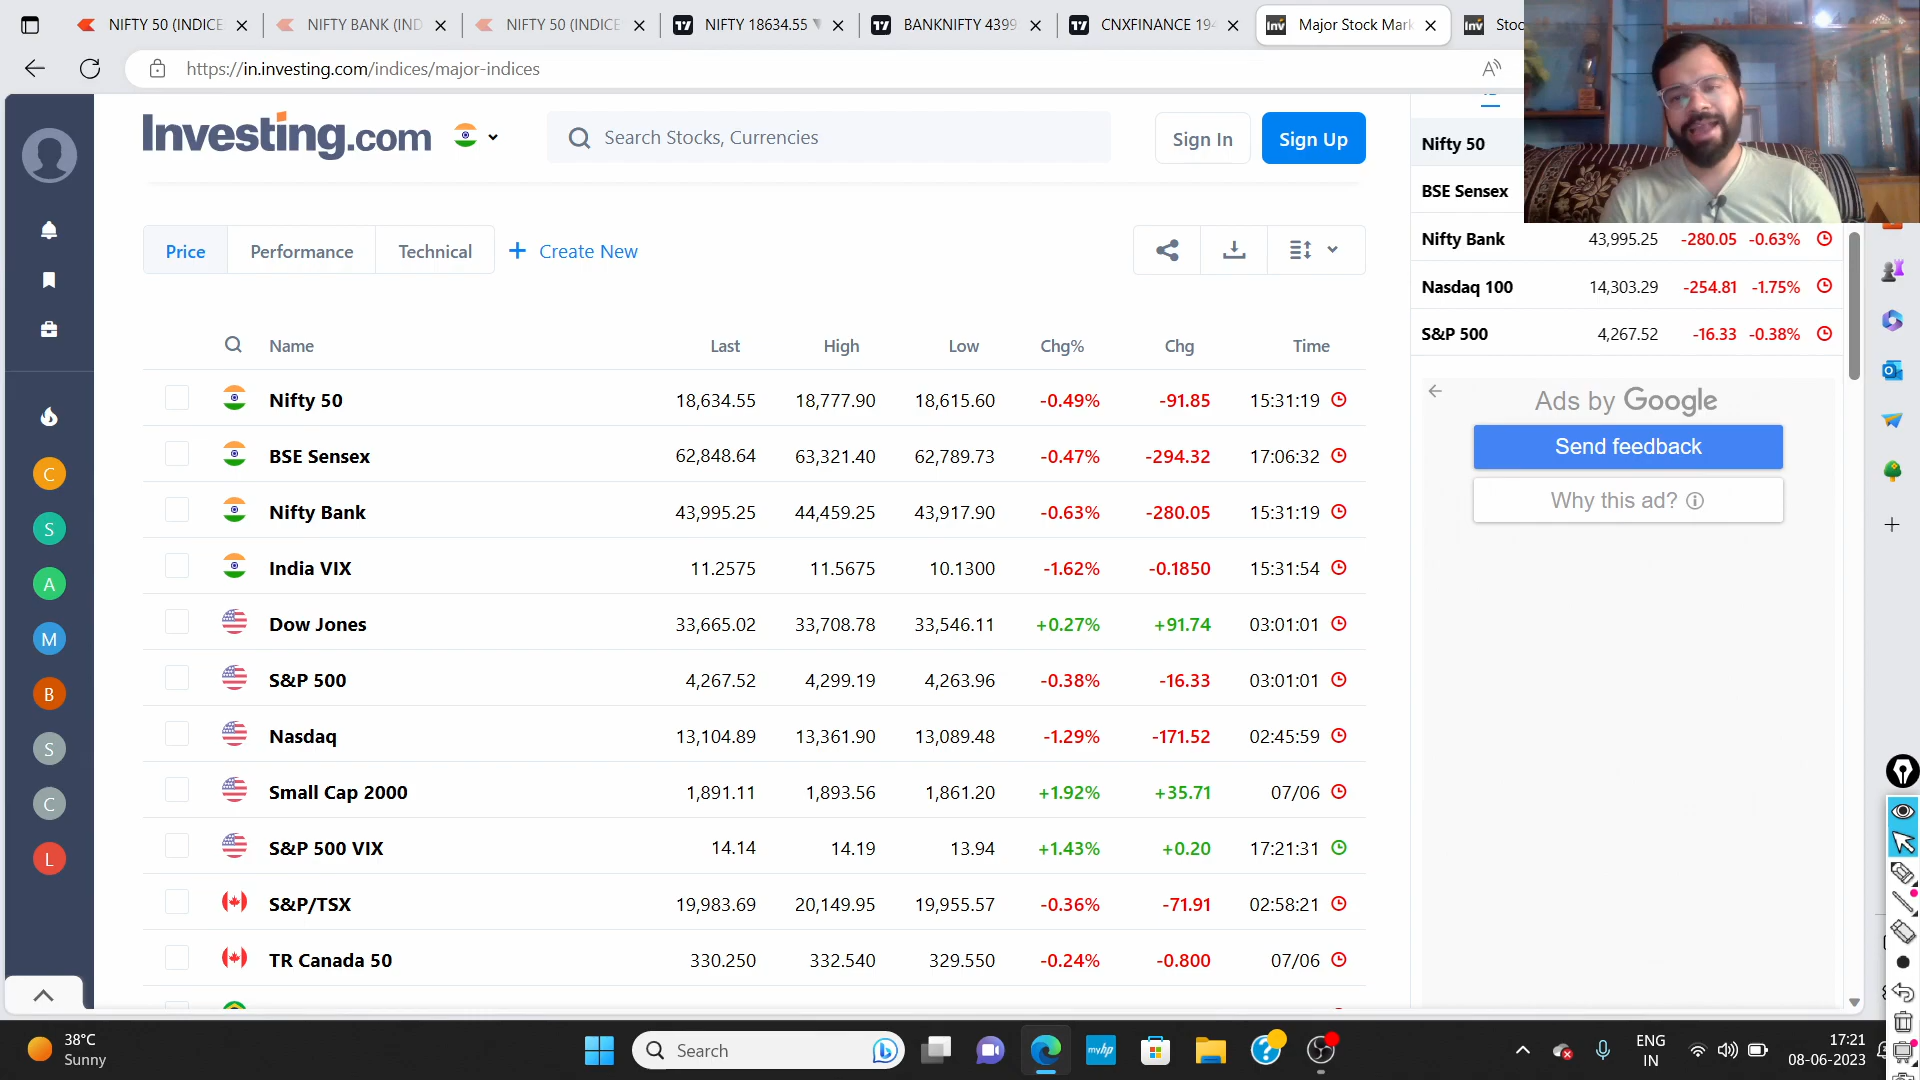 NIFTY 50 (INDICE
NIFTY BANK (IND
NIFTY 50 (INDICE
NIFTY 18634.55
BANKNIFTY 4399
CNXFINANCE 194
Major Stock Mark
Stoc
https://in.investing.com/indices/major-indices
Investing.com
Search Stocks, Currencies
Sign In
Sign Up
Price
Performance
Technical
+ Create New
Name Last High Low Chg% Chg Time
Nifty 50 18,634.55 18,777.90 18,615.60 -0.49% -91.85 15:31:19
BSE Sensex 62,848.64 63,321.40 62,789.73 -0.47% -294.32 17:06:32
Nifty Bank 43,995.25 44,459.25 43,917.90 -0.63% -280.05 15:31:19
India VIX 11.2575 11.5675 10.1300 -1.62% -0.1850 15:31:54
Dow Jones 33,665.02 33,708.78 33,546.11 +0.27% +91.74 03:01:01
S&P 500 4,267.52 4,299.19 4,263.96 -0.38% -16.33 03:01:01
Nasdaq 13,104.89 13,361.90 13,089.48 -1.29% -171.52 02:45:59
Small Cap 2000 1,891.11 1,893.56 1,861.20 +1.92% +35.71 07/06
S&P 500 VIX 14.14 14.19 13.94 +1.43% +0.20 17:21:31
S&P/TSX 19,983.69 20,149.95 19,955.57 -0.36% -71.91 02:58:21
TR Canada 50 330.250 332.540 329.550 -0.24% -0.800 07/06
Nifty 50
BSE Sensex
Nifty Bank 43,995.25 -280.05 -0.63%
Nasdaq 100 14,303.29 -254.81 -1.75%
S&P 500 4,267.52 -16.33 -0.38%
Ads by Google
Send feedback
Why this ad?
C
S
A
M
B
S
C
L
38°C
Sunny
Search
myhp
ENG
IN
17:21
08-06-2023